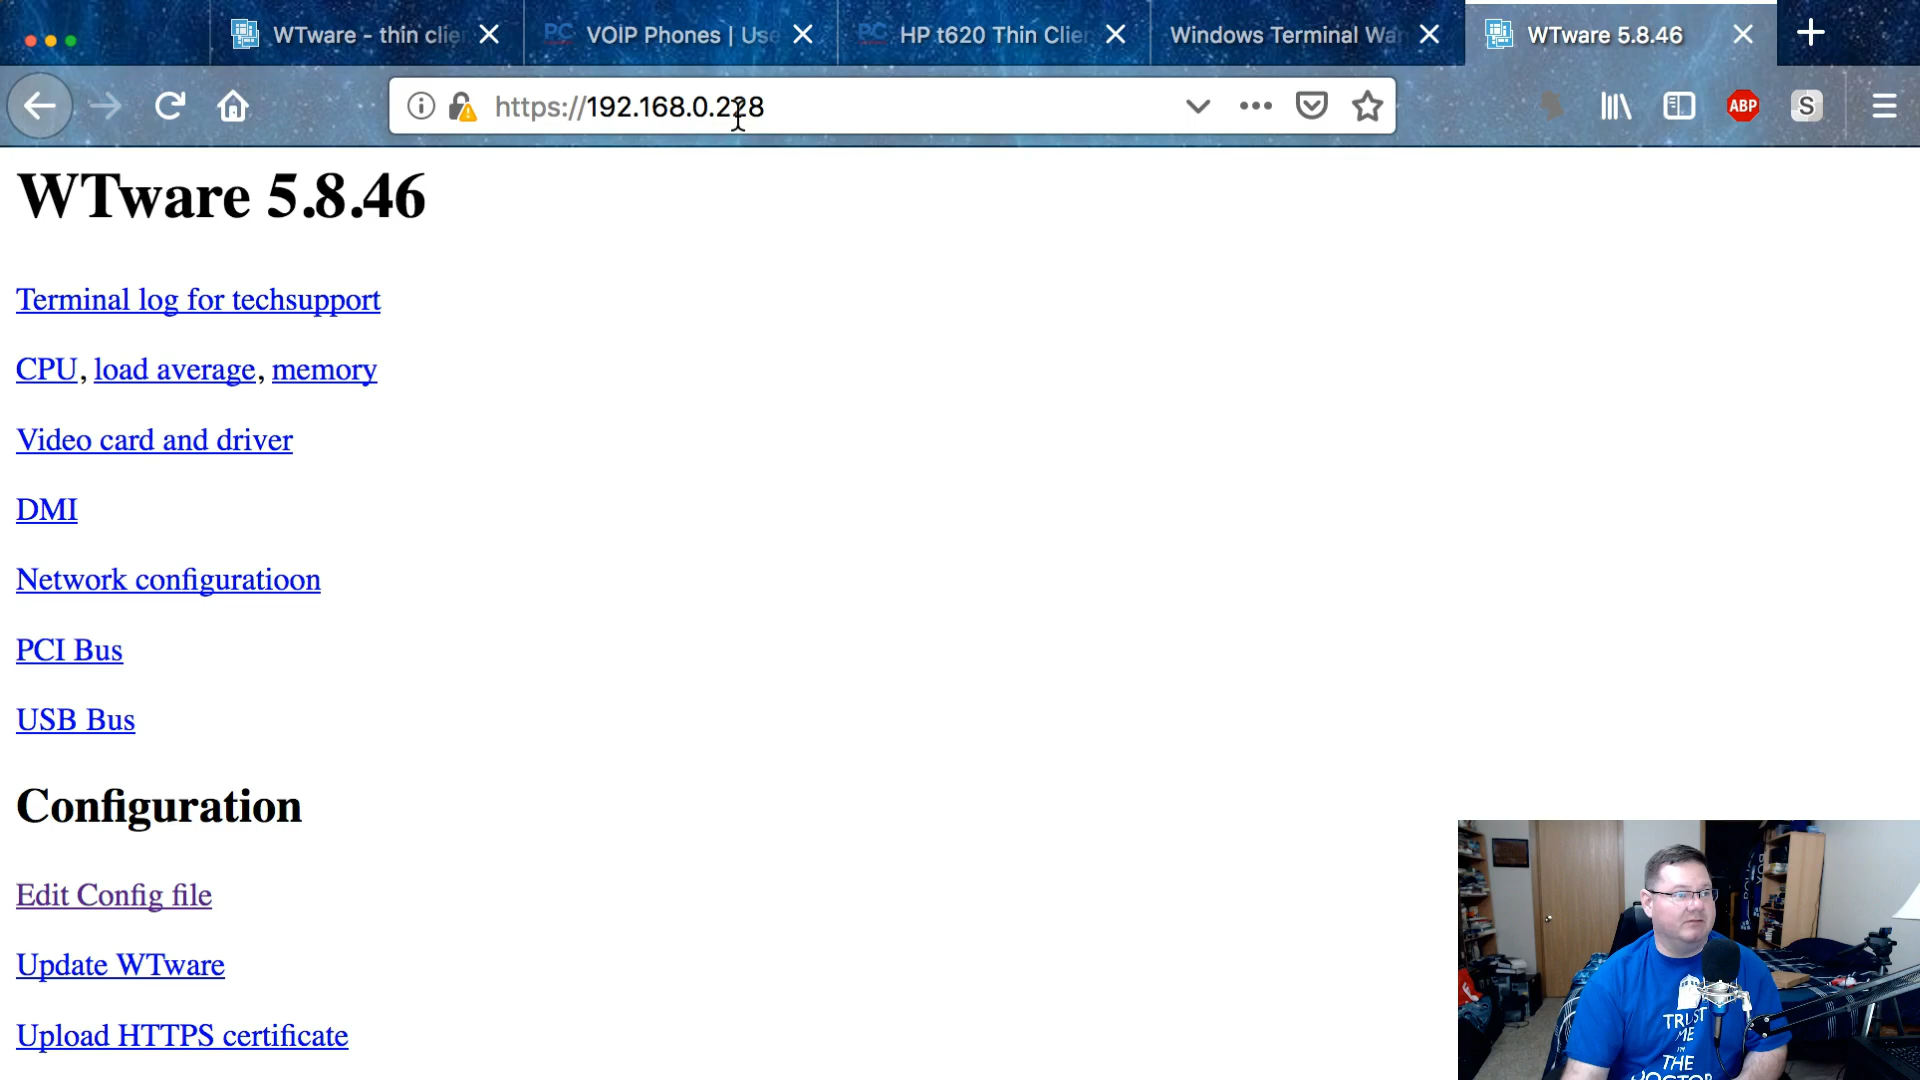 WTware - thin clie
VOIP Phones | Use
HP t620 Thin Clie
Windows Terminal Wa
WTware 5.8.46
https://192.168.0.228
ABP
S
WTware 5.8.46
Terminal log for techsupport
CPU, load average, memory
Video card and driver
DMI
Network configuratioon
PCI Bus
USB Bus
Configuration
Edit Config file
Update WTware
Upload HTTPS certificate
TRUST
ME
I'M
THE
DOCTOR